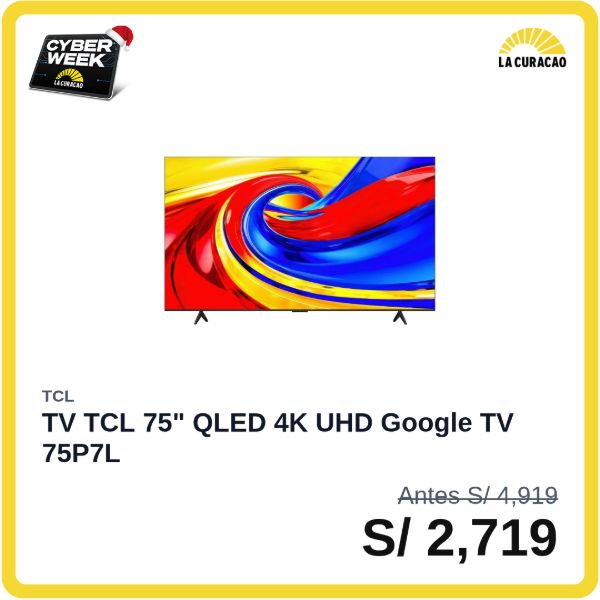 CYBER
WEEK
LA CURACAO
LA CURACAO
TCL
TV TCL 75" QLED 4K UHD Google TV
75P7L
Antes S/ 4,919
S/ 2,719